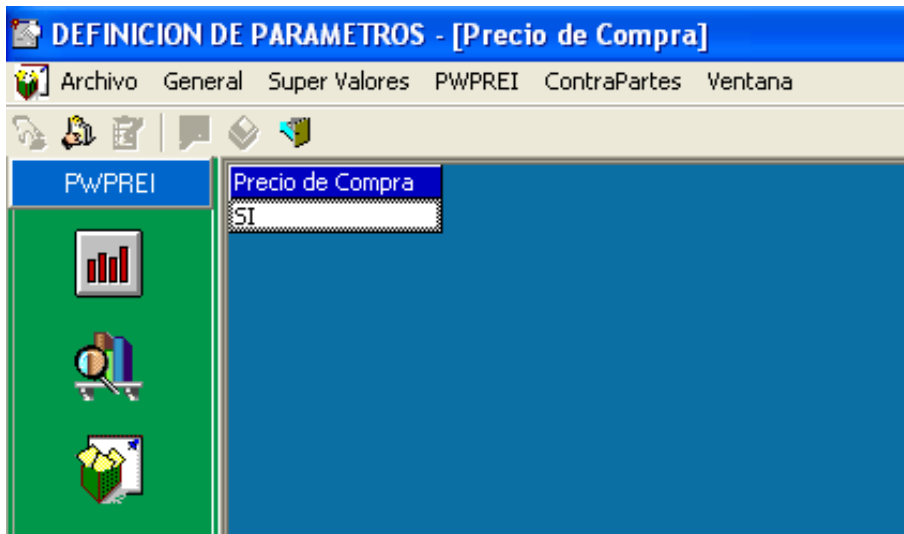 DEFINICION DE PARAMETROS - [Precio de Compra]
Archivo General Super Valores PWPREI ContraPartes Ventana
PWPREI
Precio de Compra
SI